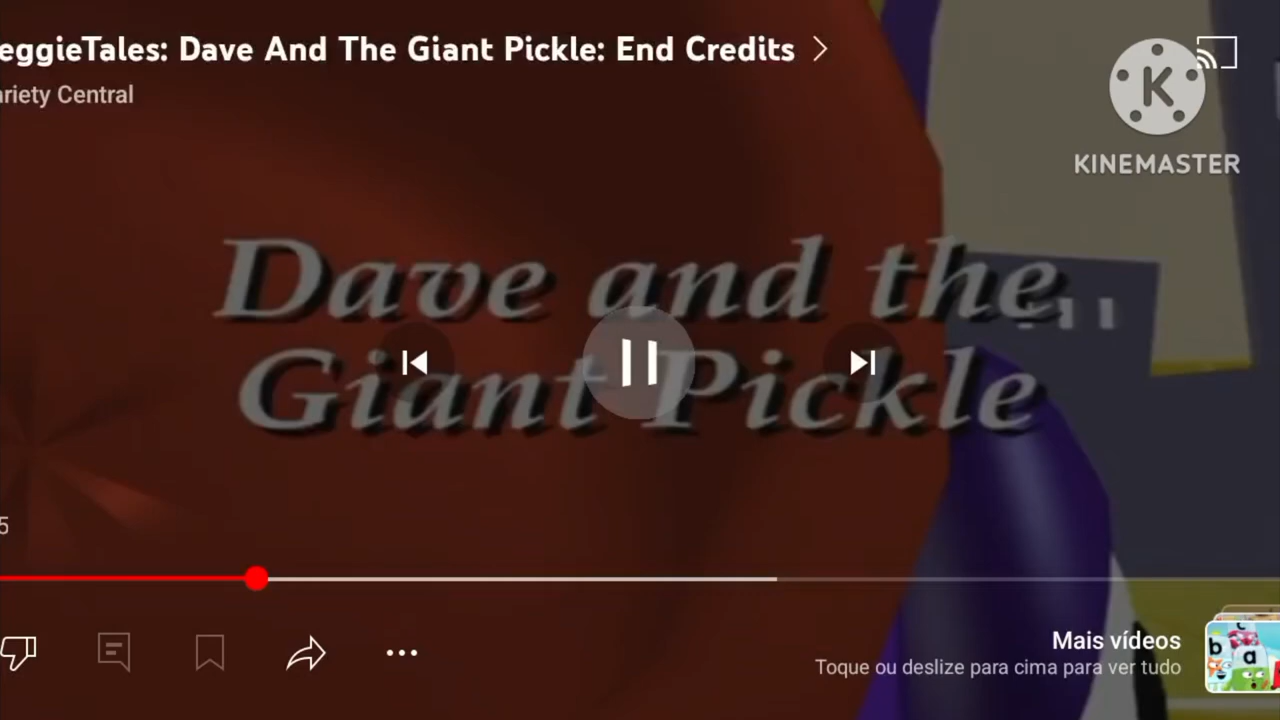 eggieTales: Dave And The Giant Pickle: End Credits
ariety Central
K
KINEMASTER
Dave and the
Giant Pickle
5
Mais vídeos
Toque ou deslize para cima para ver tudo
b
a